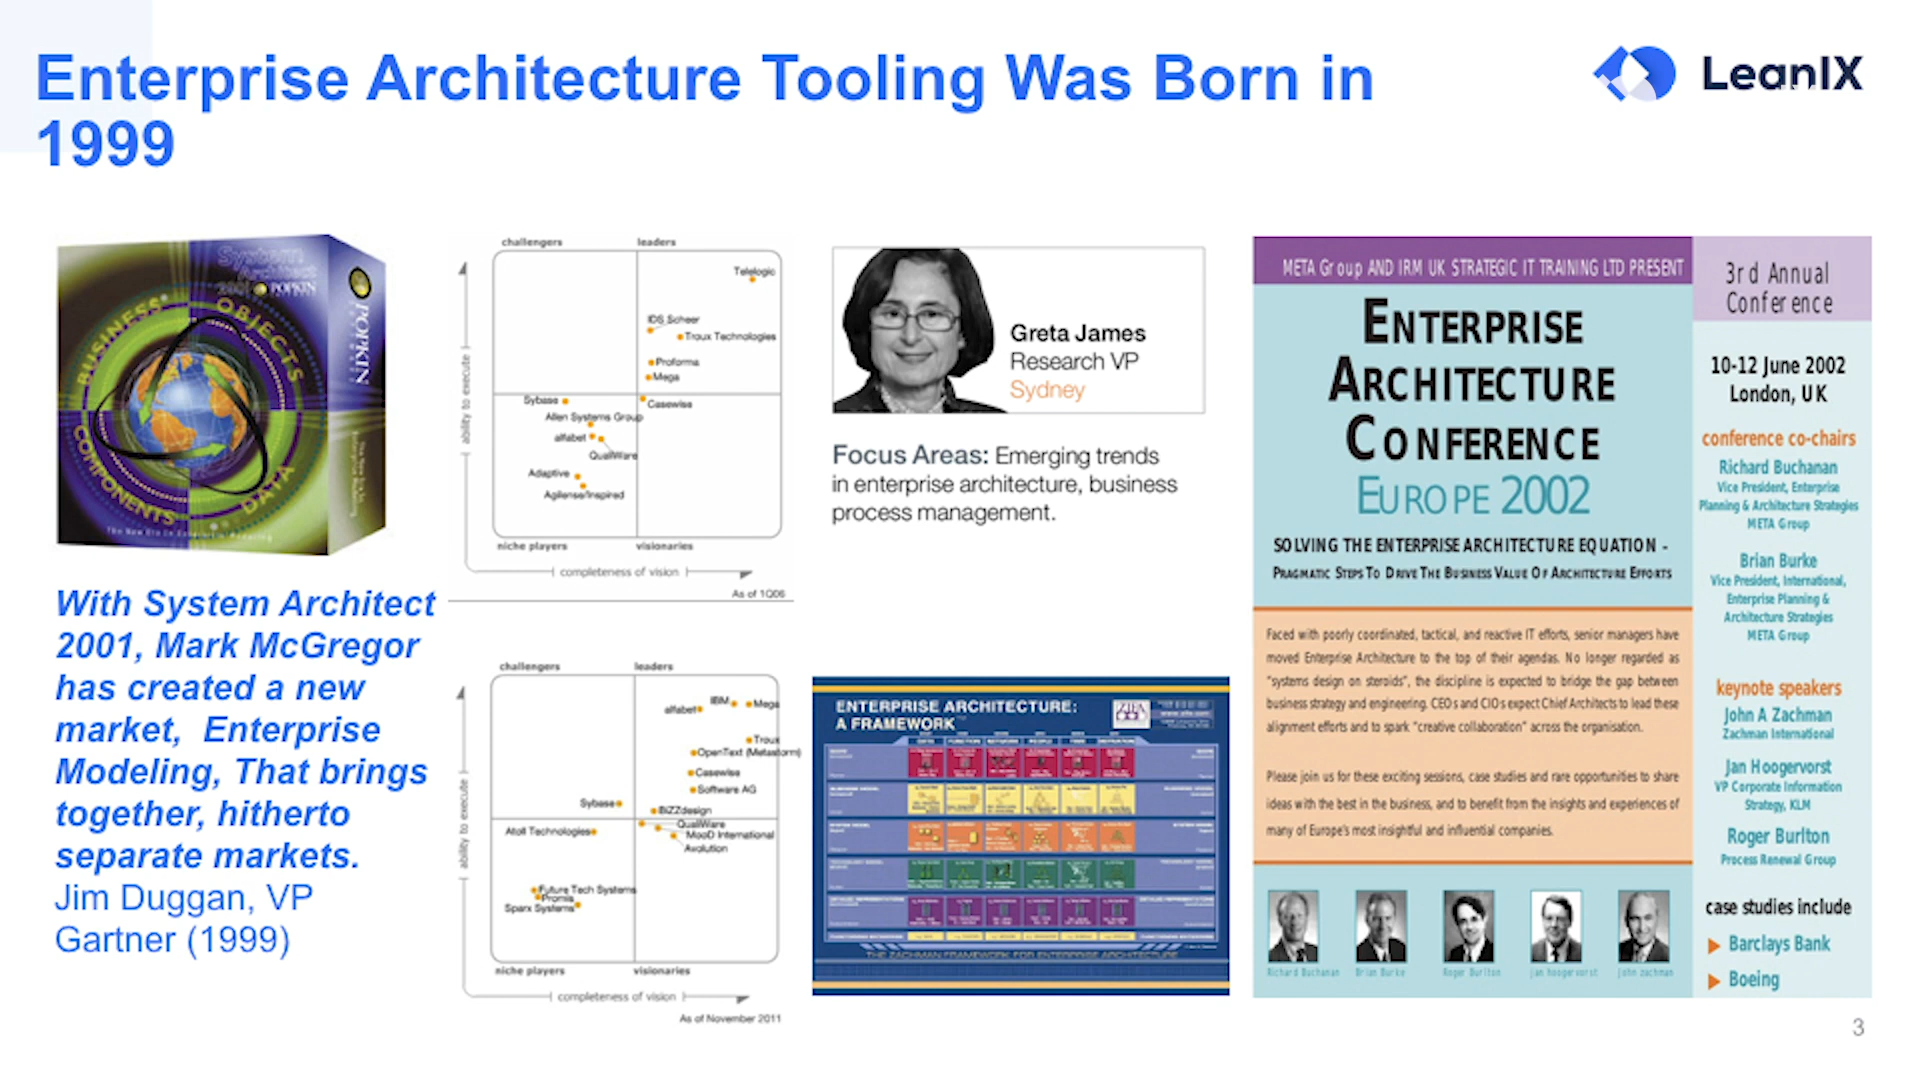 Enterprise Architecture Tooling Was Born in
1999
LeanIX
System
Architect
2001
POPKIN
BUSINESS
OBJECTS
COMPONENTS
DATA
POPKIN
With System Architect
2001, Mark McGregor
has created a new
market, Enterprise
Modeling, That brings
together, hitherto
separate markets.
Jim Duggan, VP
Gartner (1999)
challengers
leaders
Telelogic
IDS Scheer
Troux Technologies
Proforma
Mega
Sybase
Casewise
Allen Systems Group
alfabet
QualiWare
Adaptive
Agilense/Inspired
niche players
visionaries
ability to execute
completeness of vision
As of 1Q06
challengers
leaders
IBM
Mega
alfabet
Troux
OpenText (Metastorm)
Casewise
Software AG
Sybase
BiZZdesign
QualiWare
Atoll Technologies
MooD International
Avolution
Future Tech Systems
Promis
Sparx Systems
niche players
visionaries
ability to execute
completeness of vision
As of November 2011
Greta James
Research VP
Sydney
Focus Areas: Emerging trends
in enterprise architecture, business
process management.
ENTERPRISE ARCHITECTURE:
A FRAMEWORK
THE ZACHMAN FRAMEWORK FOR ENTERPRISE ARCHITECTURE
META Group AND IRM UK STRATEGIC IT TRAINING LTD PRESENT
ENTERPRISE
ARCHITECTURE
CONFERENCE
EUROPE 2002
SOLVING THE ENTERPRISE ARCHITECTURE EQUATION -
PRAGMATIC STEPS TO DRIVE THE BUSINESS VALUE OF ARCHITECTURE EFFORTS
Faced with poorly coordinated, tactical, and reactive IT efforts, senior managers have
moved Enterprise Architecture to the top of their agendas. No longer regarded as
"systems design on steroids", the discipline is expected to bridge the gap between
business strategy and engineering. CEOs and CIOs expect Chief Architects to lead these
alignment efforts and to spark "creative collaboration" across the organisation.
Please join us for these exciting sessions, case studies and rare opportunities to share
ideas with the best in the business, and to benefit from the insights and experiences of
many of Europe's most insightful and influential companies.
Richard Buchanan
Brian Burke
Roger Burlton
jan hoogervorst
john zachman
3rd Annual
Conference
10-12 June 2002
London, UK
conference co-chairs
Richard Buchanan
Vice President, Enterprise
Planning & Architecture Strategies
META Group
Brian Burke
Vice President, International,
Enterprise Planning &
Architecture Strategies
META Group
keynote speakers
John A Zachman
Zachman International
Jan Hoogervorst
VP Corporate Information
Strategy, KLM
Roger Burlton
Process Renewal Group
case studies include
Barclays Bank
Boeing
3